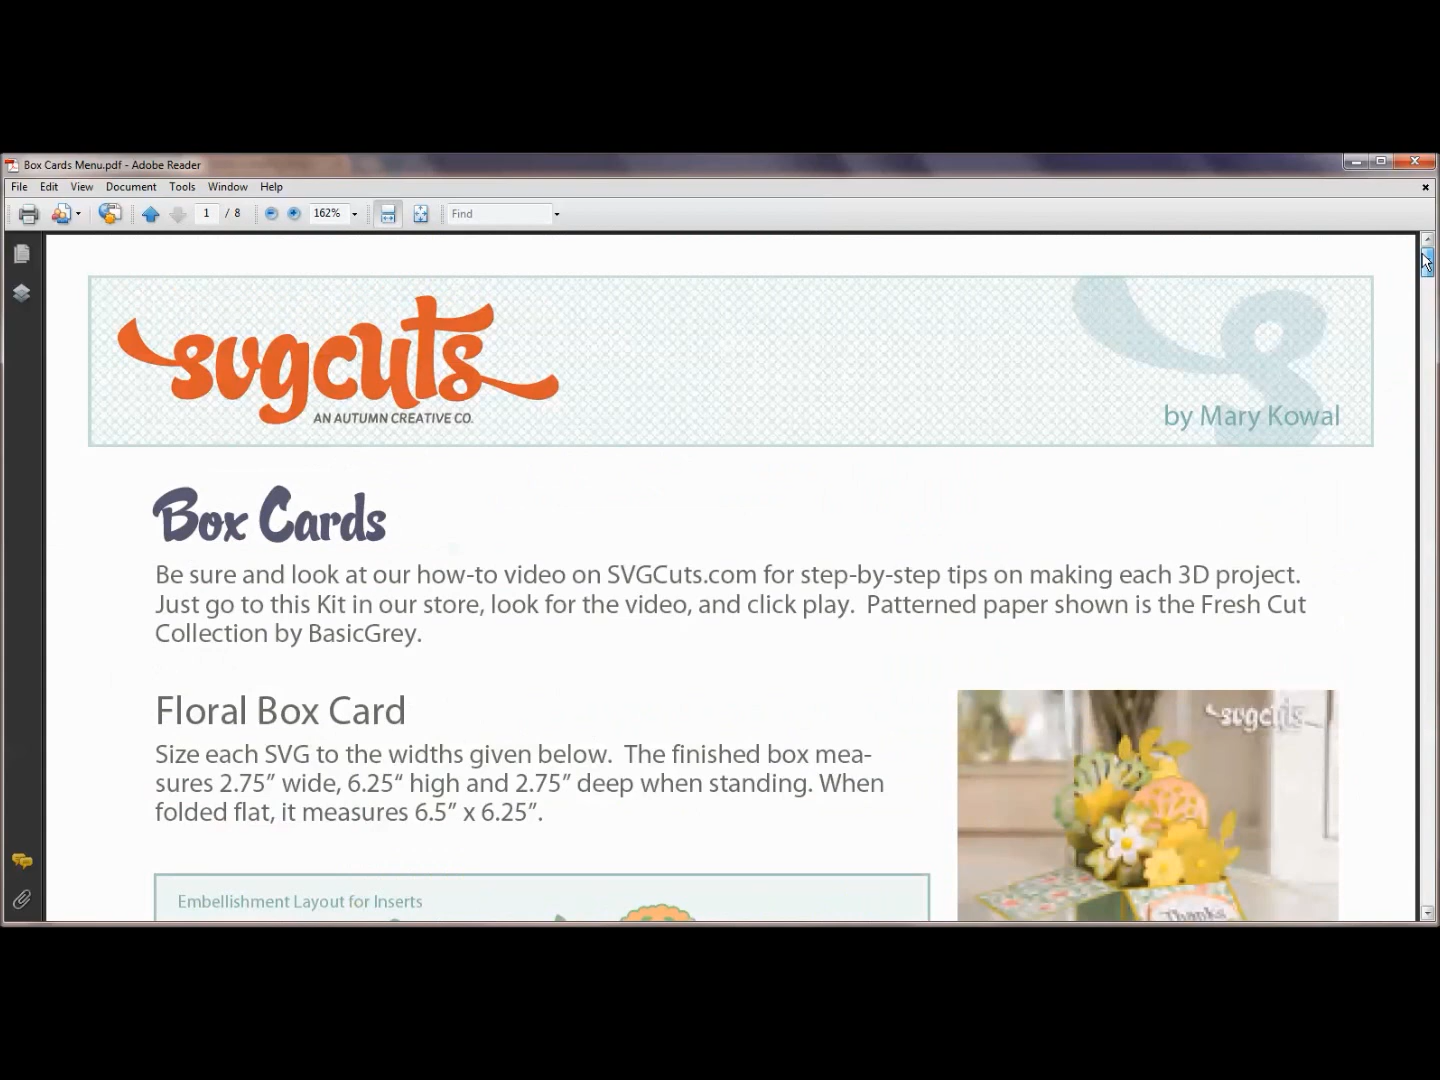 Box Cards Menu.pdf - Adobe Reader
File Edit View Document Tools Window Help
1 / 8 162% Find
svgcuts
AN AUTUMN CREATIVE CO.
by Mary Kowal
Box Cards
Be sure and look at our how-to video on SVGCuts.com for step-by-step tips on making each 3D project.
Just go to this Kit in our store, look for the video, and click play.  Patterned paper shown is the Fresh Cut
Collection by BasicGrey.
Floral Box Card
Size each SVG to the widths given below.  The finished box mea-
sures 2.75” wide, 6.25“ high and 2.75” deep when standing. When
folded flat, it measures 6.5” x 6.25”.
svgcuts
Thanks
Embellishment Layout for Inserts